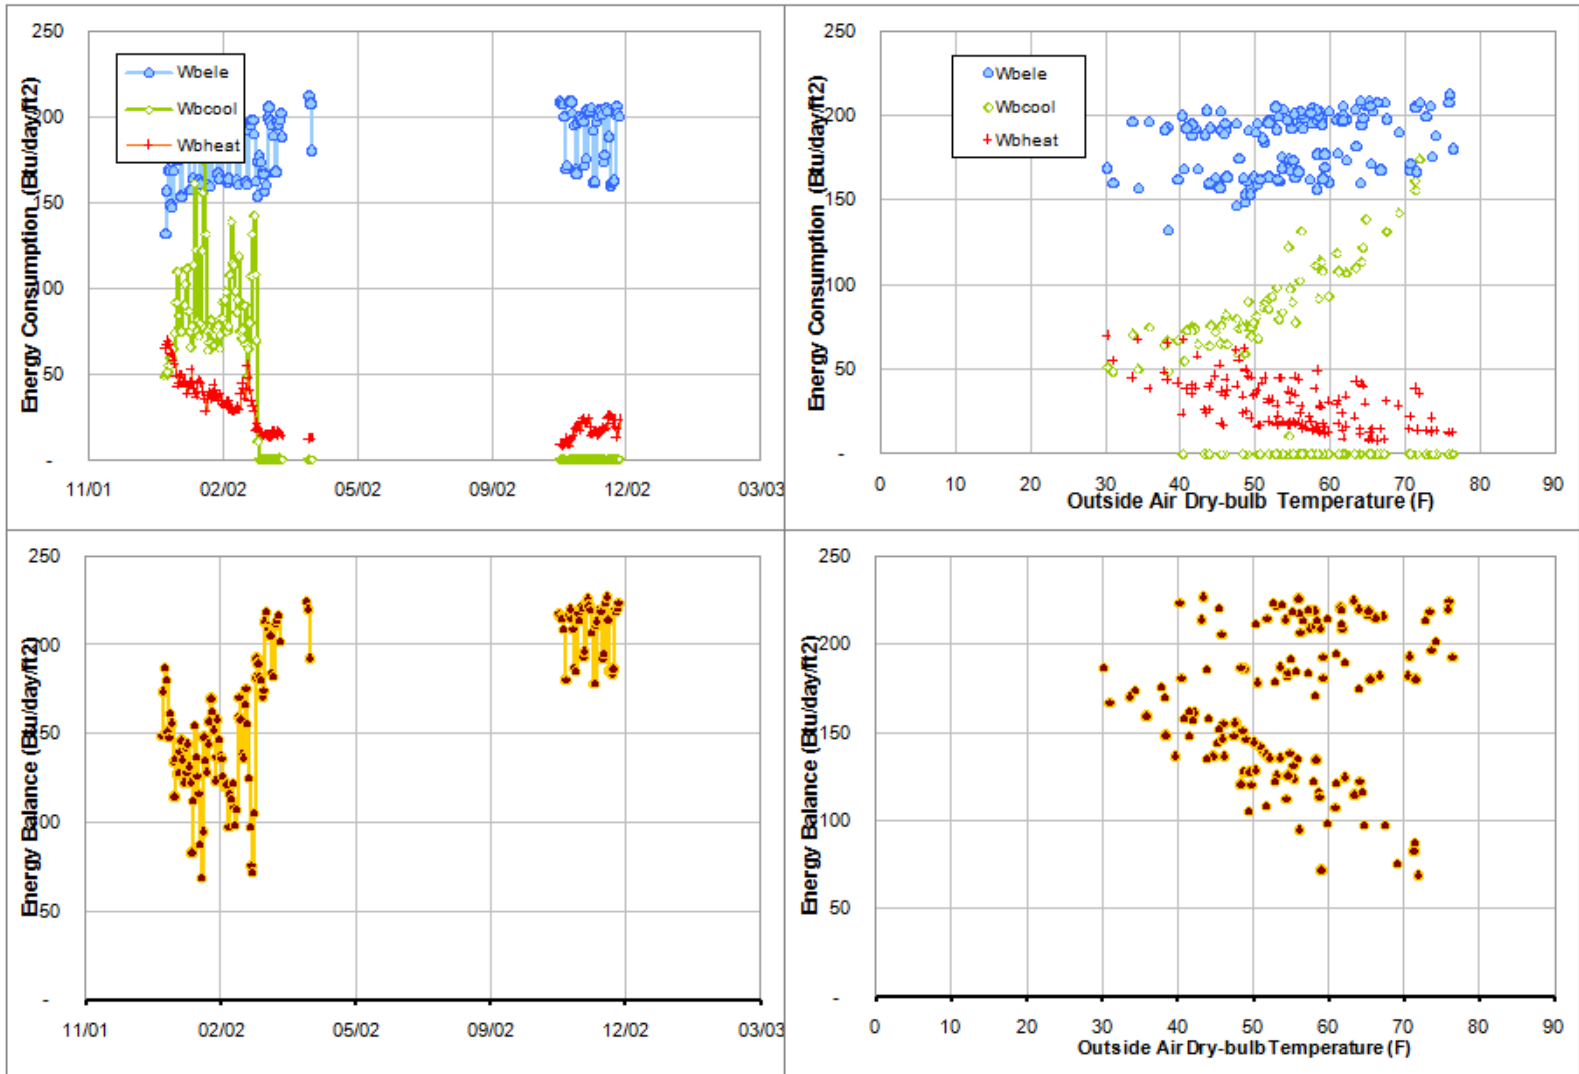 250
200
150
100
50
-
Energy Consumption (Btu/day/ft2)
Wbele
Wbcool
Wbheat
11/01 02/02 05/02 09/02 12/02 03/03
250
200
150
100
50
-
Energy Consumption (Btu/day/ft2)
Wbele
Wbcool
Wbheat
0 10 20 30 40 50 60 70 80 90
Outside Air Dry-bulb Temperature (F)
250
200
150
100
50
-
Energy Balance (Btu/day/ft2)
11/01 02/02 05/02 09/02 12/02 03/03
250
200
150
100
50
-
Energy Balance (Btu/day/ft2)
0 10 20 30 40 50 60 70 80 90
Outside Air Dry-bulb Temperature (F)